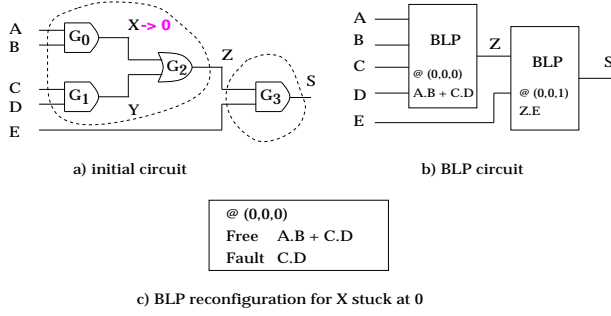 A
B
C
D
E
G0
G1
X-> 0
Y
G2
Z
G3
S
a) initial circuit
A
B
C
D
E
BLP
@ (0,0,0)
A.B + C.D
Z
BLP
@ (0,0,1)
Z.E
S
b) BLP circuit
@ (0,0,0)
Free A.B + C.D
Fault C.D
c) BLP reconfiguration for X stuck at 0